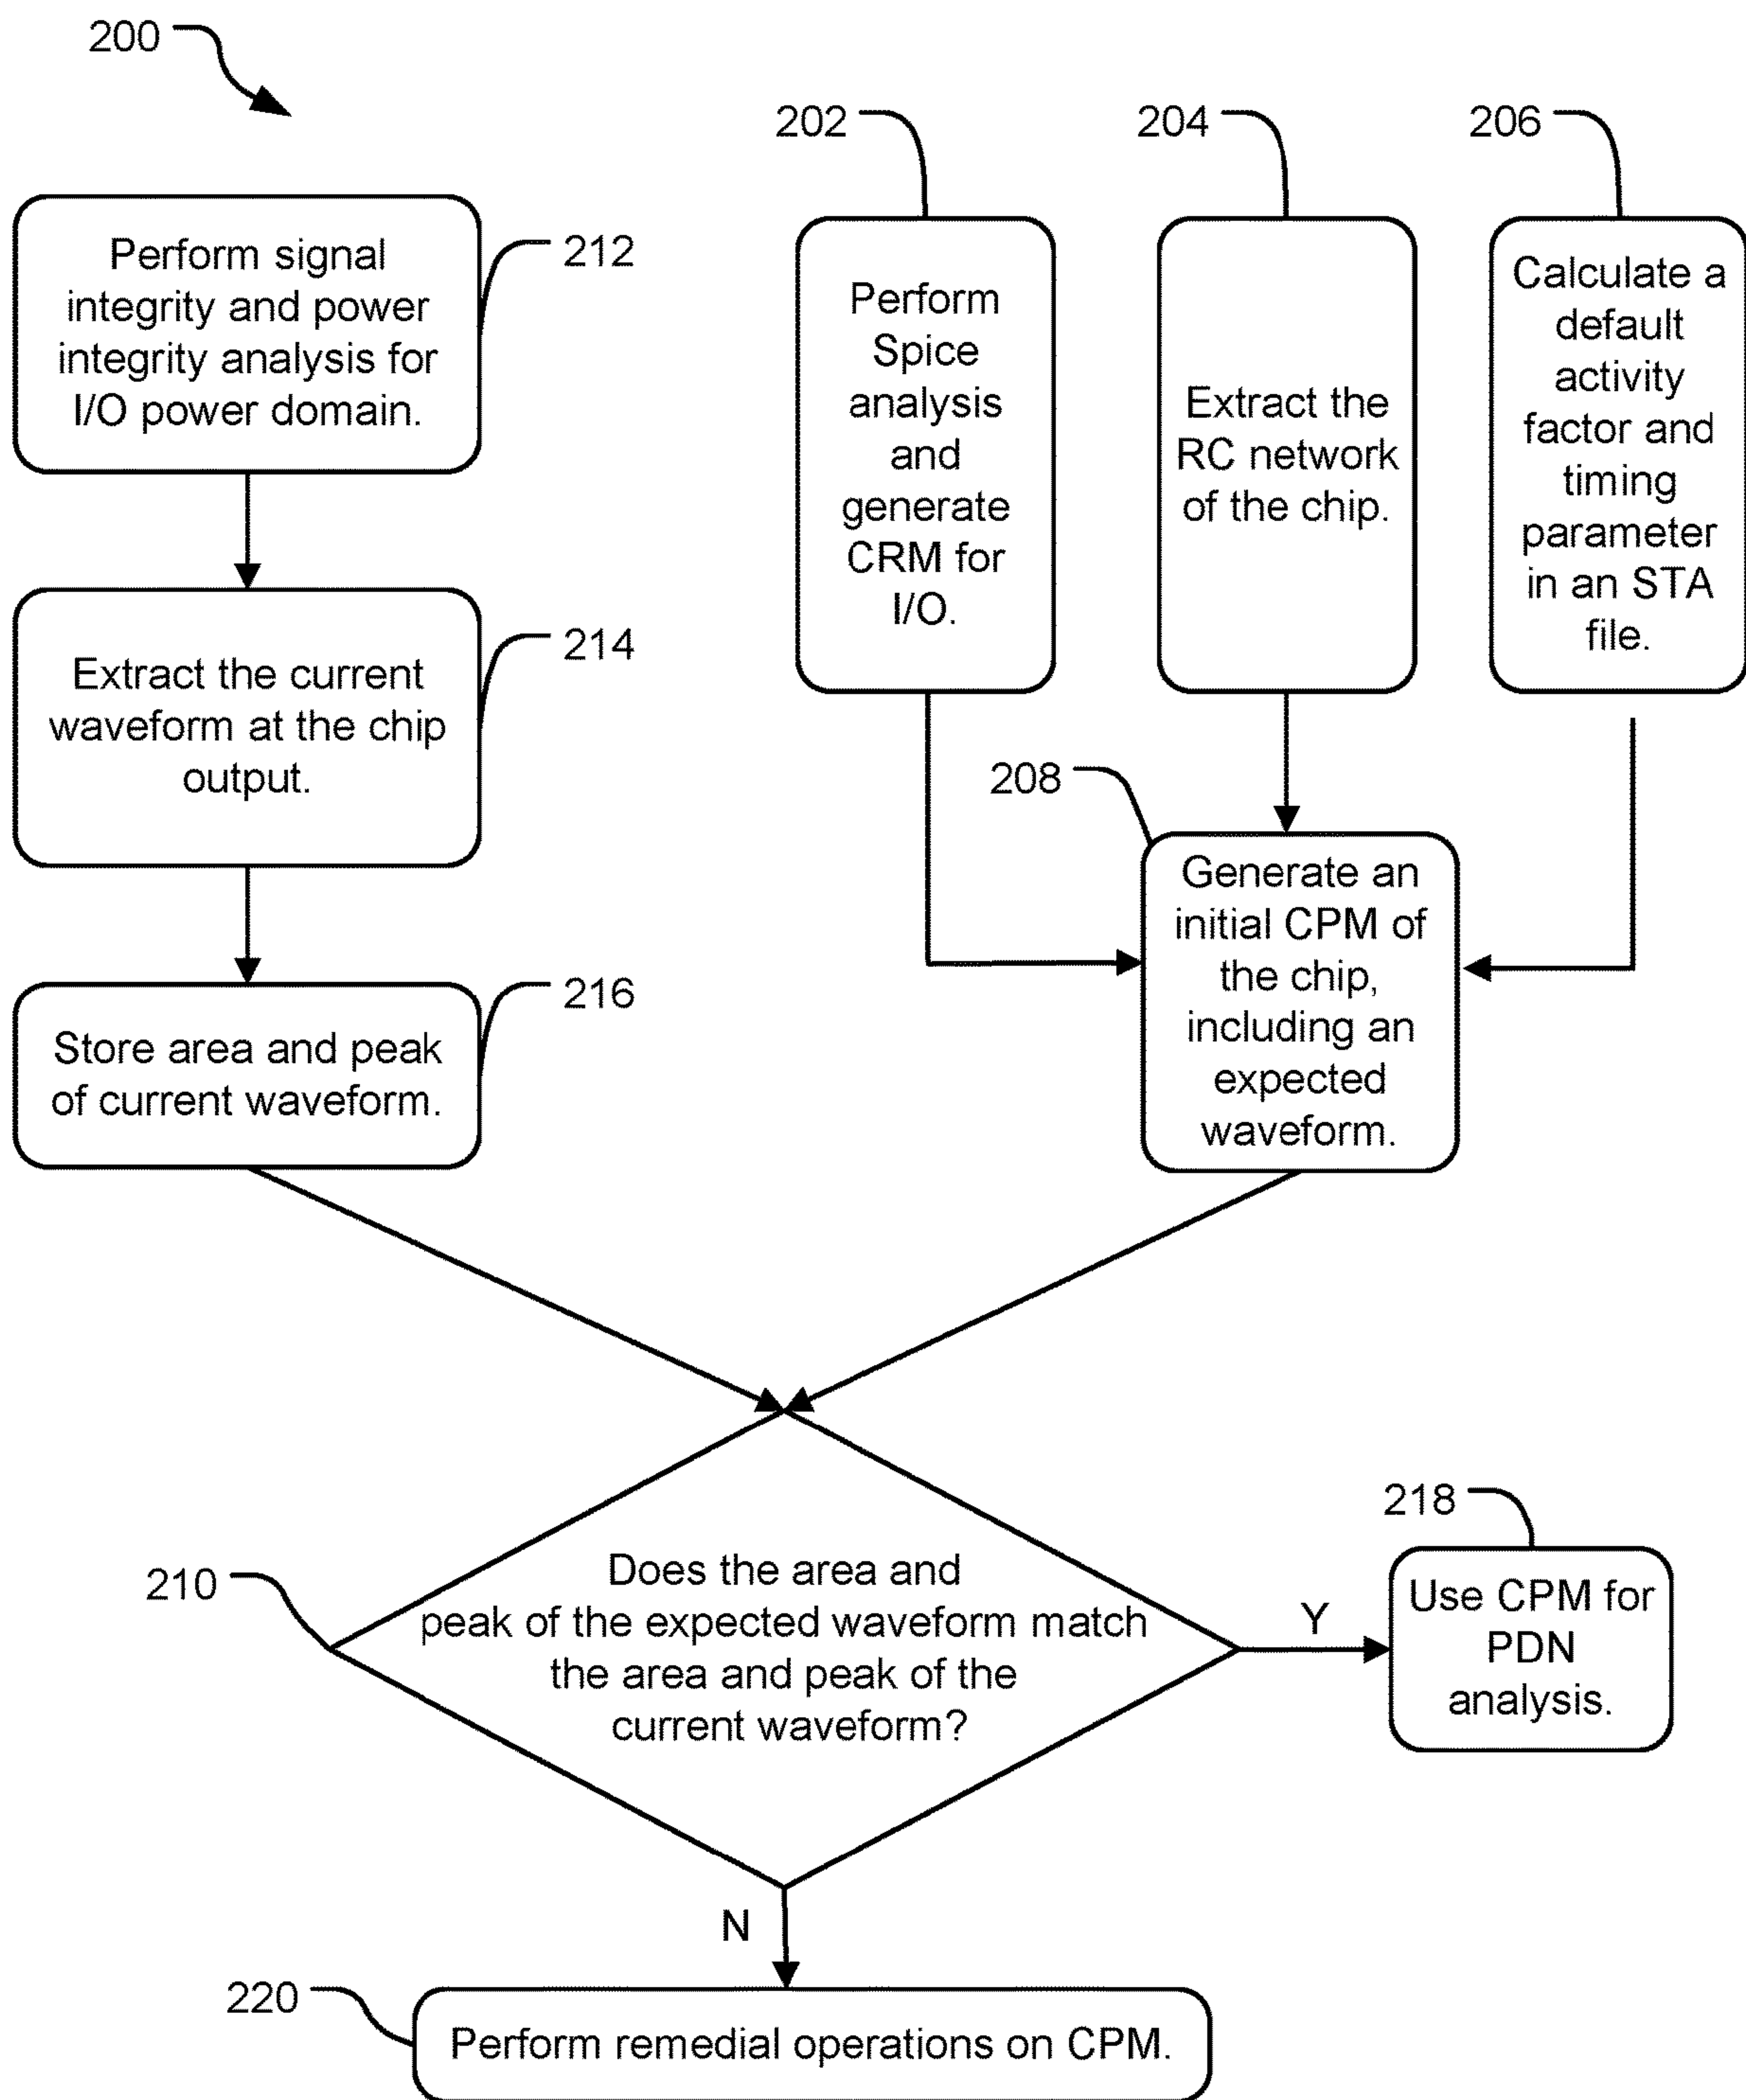 200
202
204
206
Perform signal
integrity and power
integrity analysis for
I/O power domain.
212
Perform
Spice
analysis
and
generate
CRM for
I/O.
Extract the
RC network
of the chip.
Calculate a
default
activity
factor and
timing
parameter
in an STA
file.
Extract the current
waveform at the chip
output.
214
208
Generate an
initial CPM of
the chip,
including an
expected
waveform.
Store area and peak
of current waveform.
216
210
Does the area and
peak of the expected waveform match
the area and peak of the
current waveform?
Y
218
Use CPM for
PDN
analysis.
N
220
Perform remedial operations on CPM.